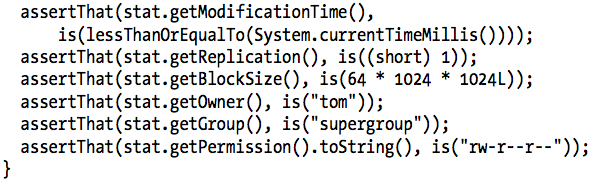 assertThat(stat.getModificationTime(),
is(lessThanOrEqualTo(System.currentTimeMillis())));
assertThat(stat.getReplication(), is((short) 1));
assertThat(stat.getBlockSize(), is(64 * 1024 * 1024L));
assertThat(stat.getOwner(), is("tom"));
assertThat(stat.getGroup(), is("supergroup"));
assertThat(stat.getPermission().toString(), is("rw-r--r--"));
}